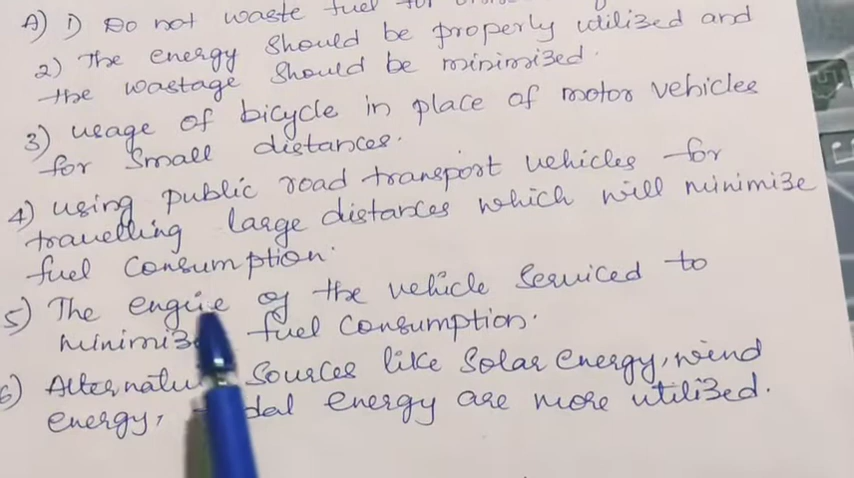 A) 1) Do not waste fuel for
2) The energy should be properly utilized and
the wastage should be minimized.
3) usage of bicycle in place of motor vehicles
for small distances.
4) using public road transport vehicles for
travelling large distances which will minimize
fuel consumption.
5) The engine of the vehicle serviced to
fuel consumption.
6) sources like solar energy, wind
energy, energy are more utilized.